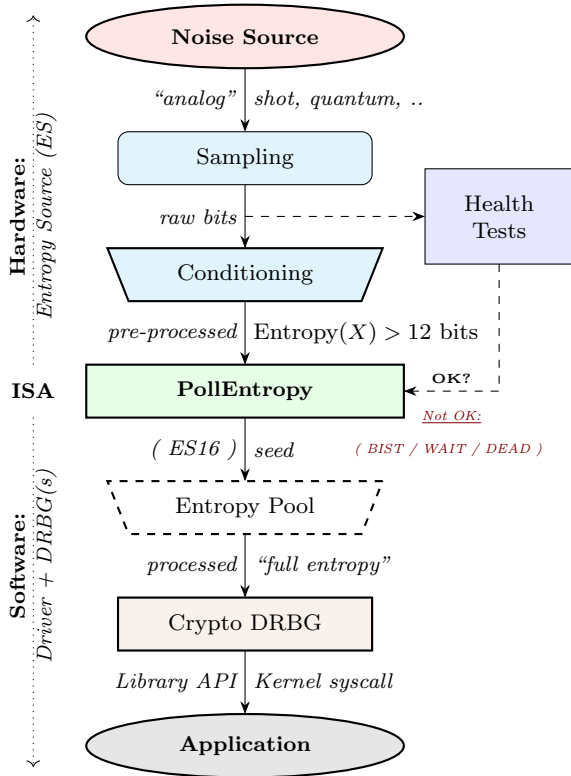 Noise Source
“analog” shot, quantum, ..
Sampling
raw bits
Health
Tests
Conditioning
pre-processed Entropy(X) > 12 bits
Hardware:
Entropy Source (ES)
ISA
PollEntropy
OK?
Not OK:
( BIST / WAIT / DEAD )
( ES16 ) seed
Entropy Pool
processed “full entropy”
Software:
Driver + DRBG(s)
Crypto DRBG
Library API Kernel syscall
Application